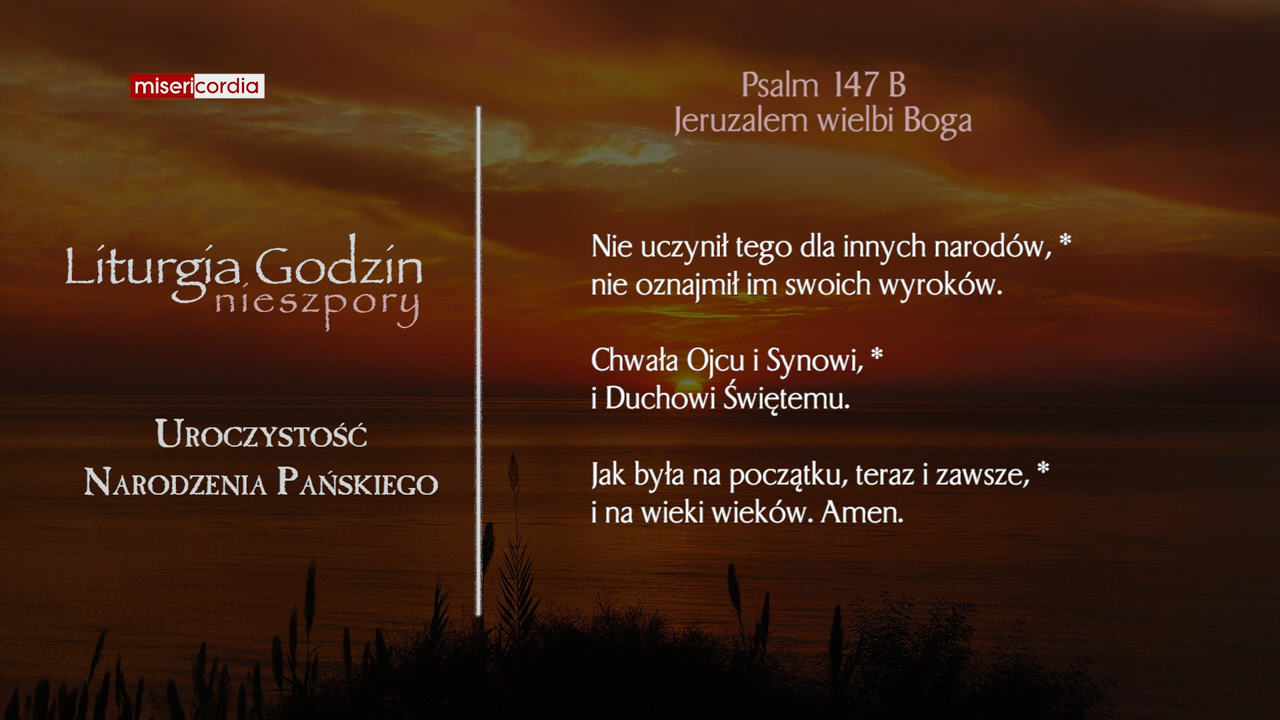 misericordia
Liturgia Godzin
nieszpory
Uroczystość
Narodzenia Pańskiego
Psalm 147 B
Jeruzalem wielbi Boga
Nie uczynił tego dla innych narodów, *
nie oznajmił im swoich wyroków.
Chwała Ojcu i Synowi, *
i Duchowi Świętemu.
Jak była na początku, teraz i zawsze, *
i na wieki wieków. Amen.